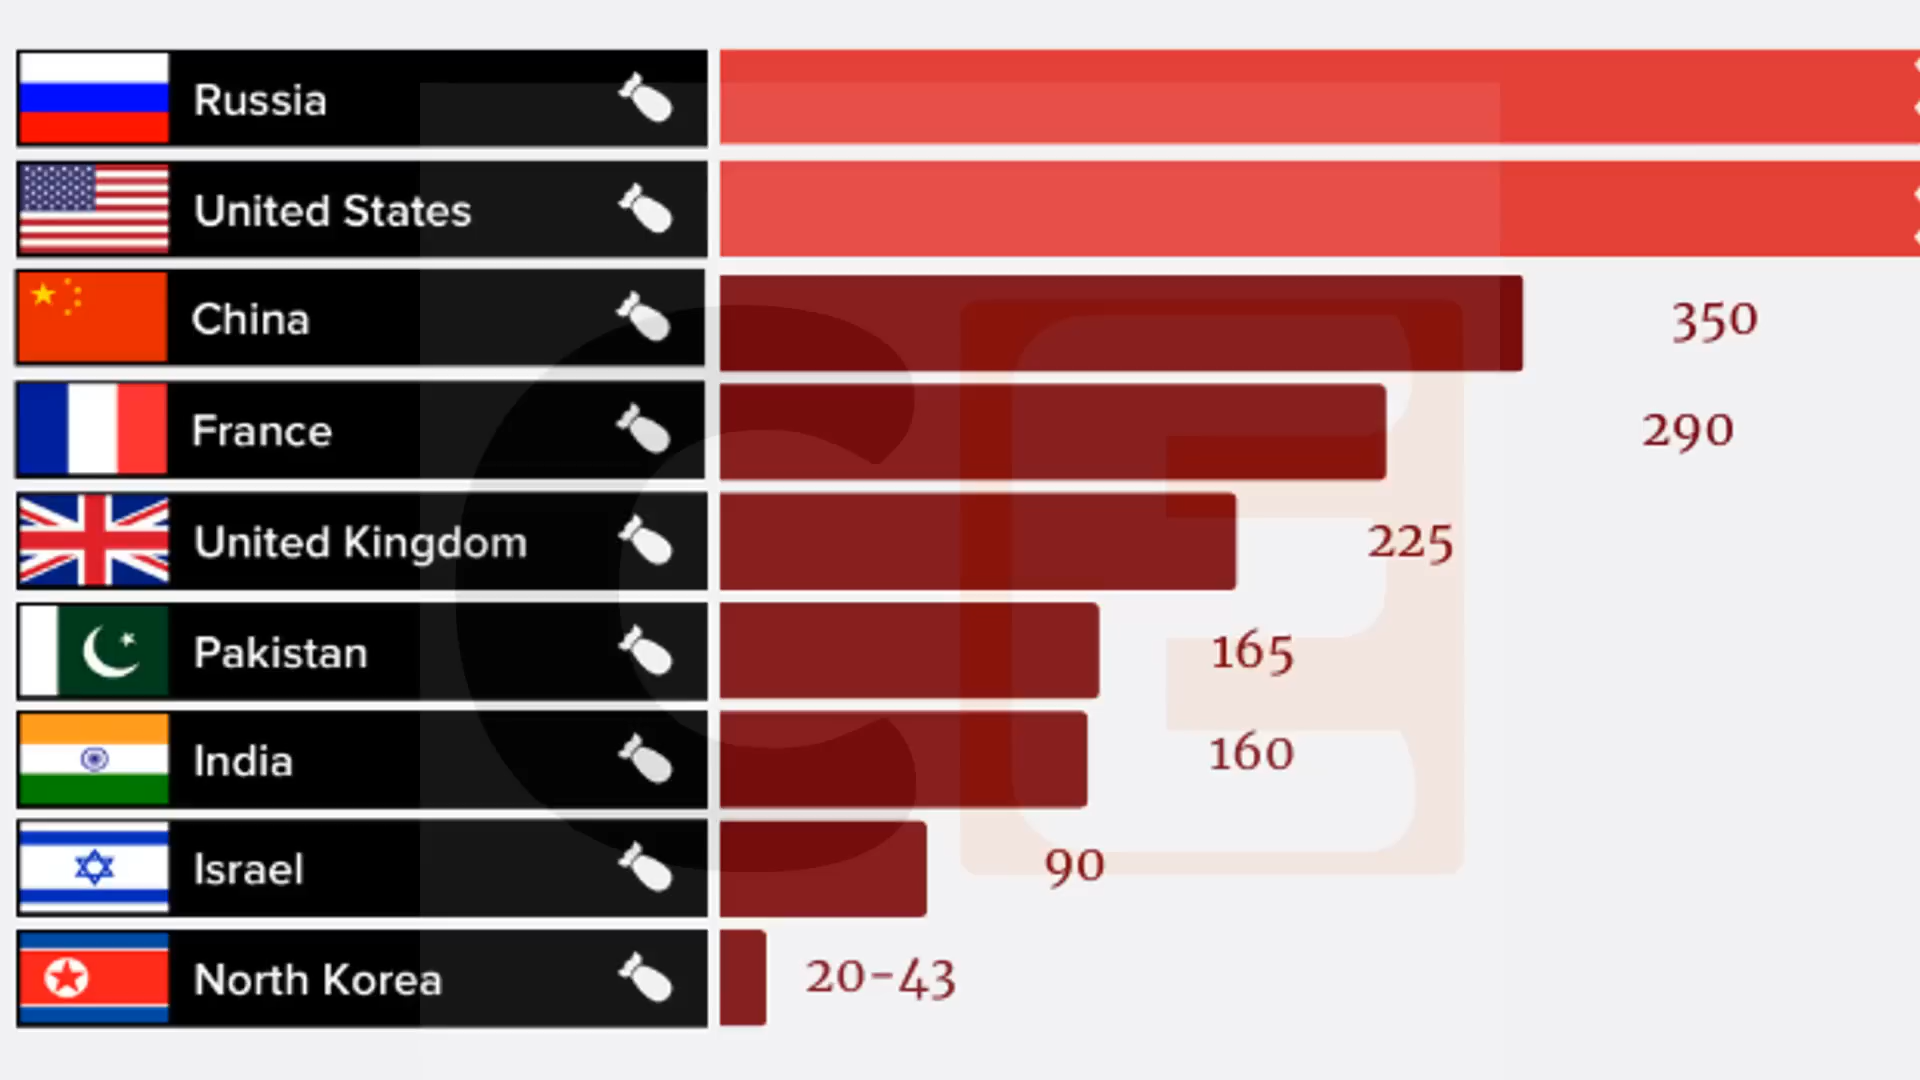 Russia
United States
China 350
France 290
United Kingdom 225
Pakistan 165
India 160
Israel 90
North Korea 20-43
CE